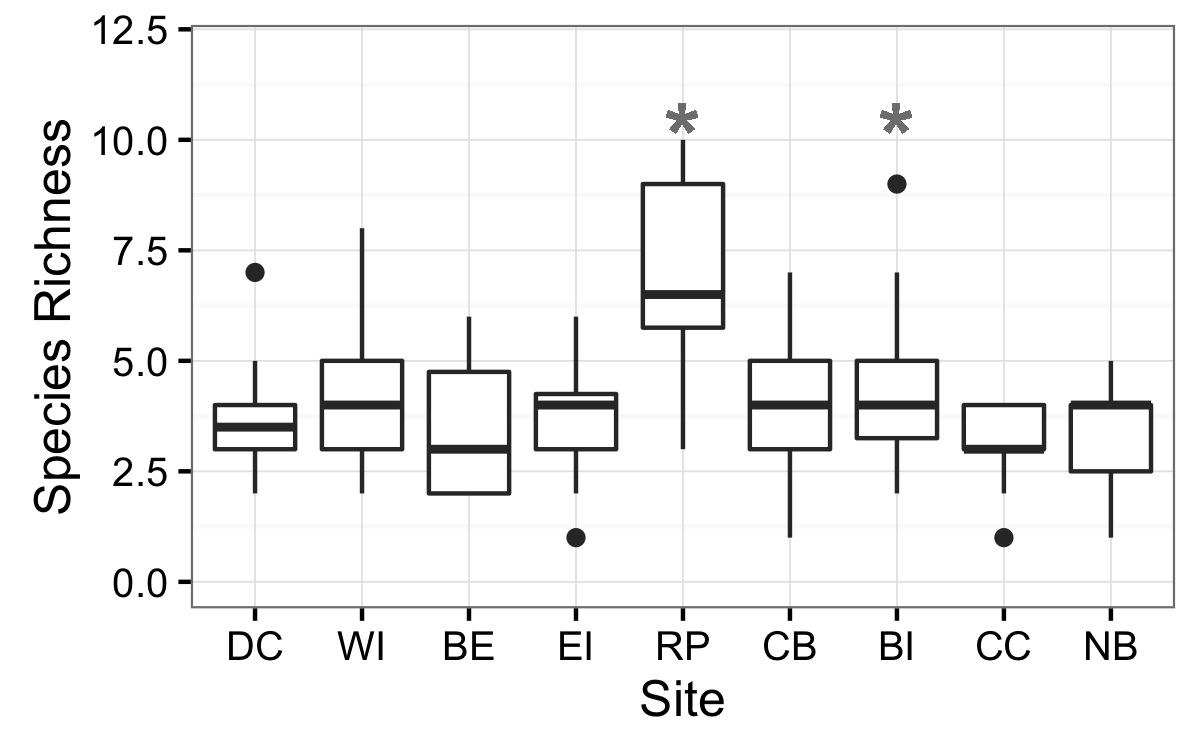 12.5
10.0
7.5
5.0
2.5
0.0
Species Richness
* *
DC WI BE EI RP CB BI CC NB
Site